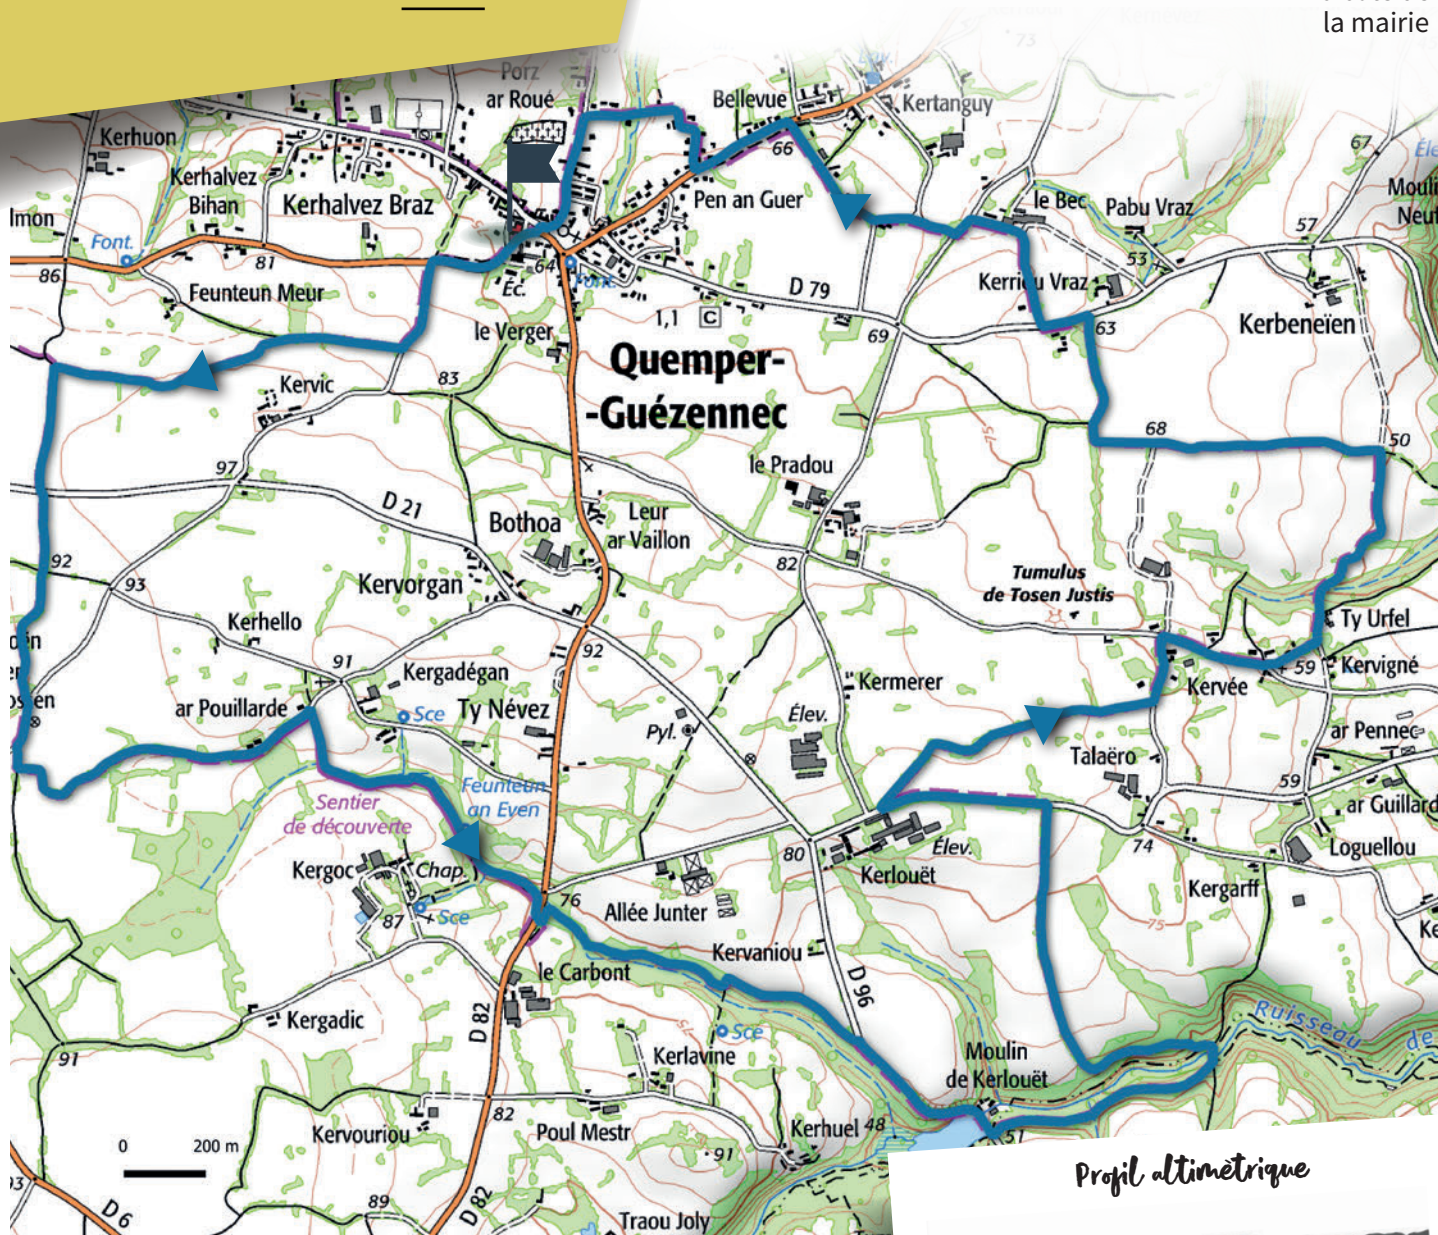 la mairie
73
Porz
ar Roué
Bellevue
Kertanguy
Kerhuon
66
67
Kerhalvez
Bihan
Kerhalvez Braz
Pen an Guer
le Bec
Pabu Vraz
Font.
57
86
81
64
Éc.
53
Feunteun Meur
D 79
Kerriou Vraz
le Verger
1,1
C
69
63
Kerbeneïen
Quemper-
-Guézennec
Kervic
83
75
68
50
97
le Pradou
D 21
Bothoa
Leur
ar Vaillon
92
93
Kervorgan
82
Tumulus
de Tosen Justis
Kerhello
Ty Urfel
91
Kergadégan
92
59
Kervigné
ar Pouillarde
Sce
Ty Névez
Kermerer
Kervée
Pyl.
Élev.
ar Pennec
Talaëro
Feunteun
an Even
59
Sentier
de découverte
ar Guillard
80
Élev.
74
Loguellou
Kergoc
Chap.
Kerlouët
Kergarff
87
Sce
76
Allée Junter
75
Kervaniou
le Carbont
D 96
Kergadic
D 82
75
Sce
Ruisseau
de
91
Kerlavine
Moulin
de Kerlouët
82
Kervouriou
Poul Mestr
Kerhuel
48
51
0
200 m
91
Profil altimètrique
93
D 6
89
D 82
Traou Joly